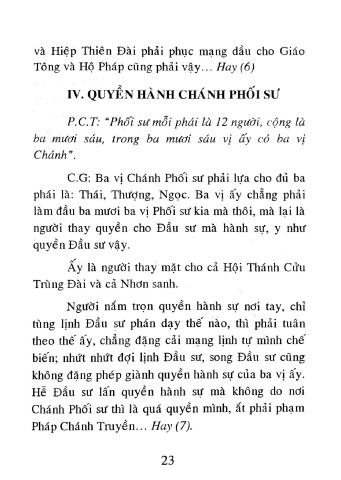 và Hiệp Thiên Đài phải phục mạng dầu cho Giáo
Tông và Hộ Pháp cũng phải vậy... Hay (6)
IV. QUYỀN HÀNH CHÁNH PHỐI SƯ
P.C.T: “Phối sư mỗi phái là 12 người, cộng là
ba mươi sáu, trong ba mươi sáu vị ấy có ba vị
Chánh”.
C.G: Ba vị Chánh Phối sư phải lựa cho đủ ba
phái là: Thái, Thượng, Ngọc. Ba vị ấy chẳng phải
làm đầu ba mươi ba vị Phối sư kia mà thôi, mà lại là
người thay quyền cho Đầu sư mà hành sự, y như
quyền Đầu sư vậy.
Ấy là người thay mặt cho cả Hội Thánh Cửu
Trùng Đài và cả Nhơn sanh.
Người nắm trọn quyền hành sự nơi tay, chỉ
tùng lịnh Đầu sư phán dạy thế nào, thì phải tuân
theo thế ấy, chẳng đặng cải mạng lịnh tự mình chế
biến; nhứt nhứt đợi lịnh Đầu sư, song Đầu sư cũng
không đặng phép giành quyền hành sự của ba vị ấy.
Hễ Đầu sư lấn quyền hành sự mà không do nơi
Chánh Phối sư thì là quá quyền mình, ắt phải phạm
Pháp Chánh Truyền... Hay (7).
23